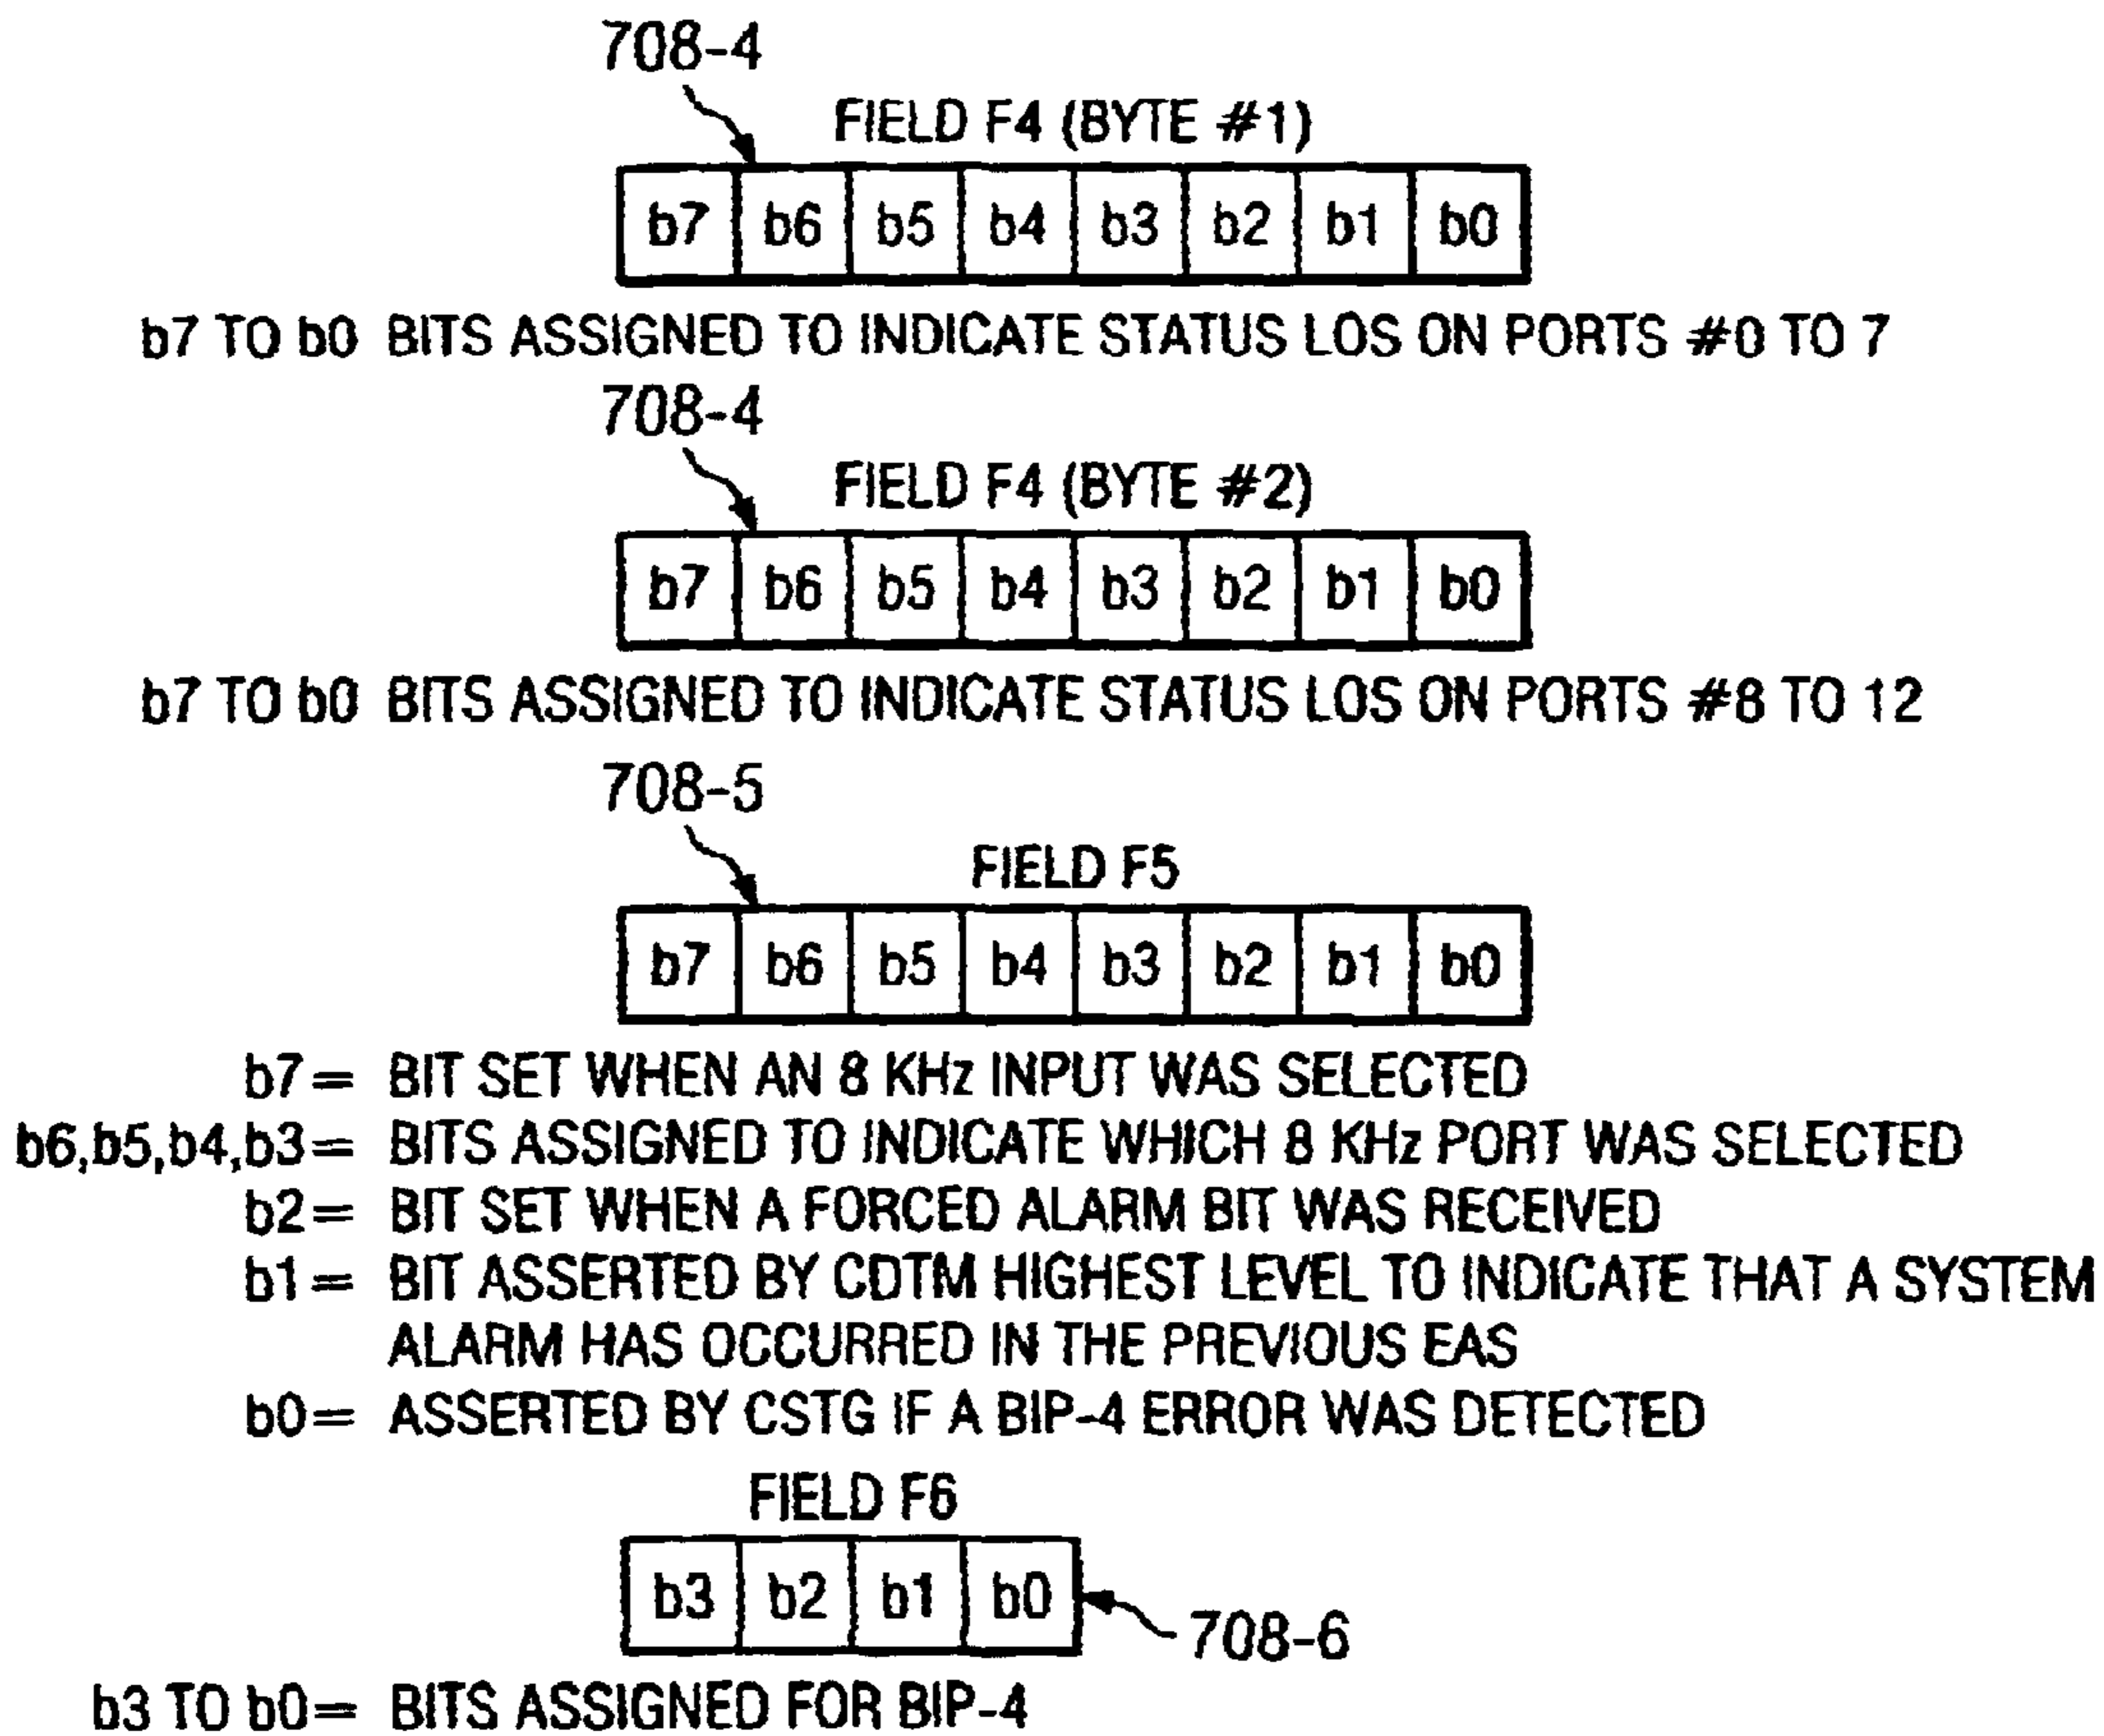 708-4
FIELD F4 (BYTE #1)
b7 b6 b5 b4 b3 b2 b1 b0
b7 TO b0 BITS ASSIGNED TO INDICATE STATUS LOS ON PORTS #0 TO 7
708-4
FIELD F4 (BYTE #2)
b7 b6 b5 b4 b3 b2 b1 b0
b7 TO b0 BITS ASSIGNED TO INDICATE STATUS LOS ON PORTS #8 TO 12
708-5
FIELD F5
b7 b6 b5 b4 b3 b2 b1 b0
b7= BIT SET WHEN AN 8 KHz INPUT WAS SELECTED
b6,b5,b4,b3= BITS ASSIGNED TO INDICATE WHICH 8 KHz PORT WAS SELECTED
b2= BIT SET WHEN A FORCED ALARM BIT WAS RECEIVED
b1= BIT ASSERTED BY CDTM HIGHEST LEVEL TO INDICATE THAT A SYSTEM
ALARM HAS OCCURRED IN THE PREVIOUS EAS
b0= ASSERTED BY CSTG IF A BIP-4 ERROR WAS DETECTED
FIELD F6
b3 b2 b1 b0
708-6
b3 TO b0= BITS ASSIGNED FOR BIP-4